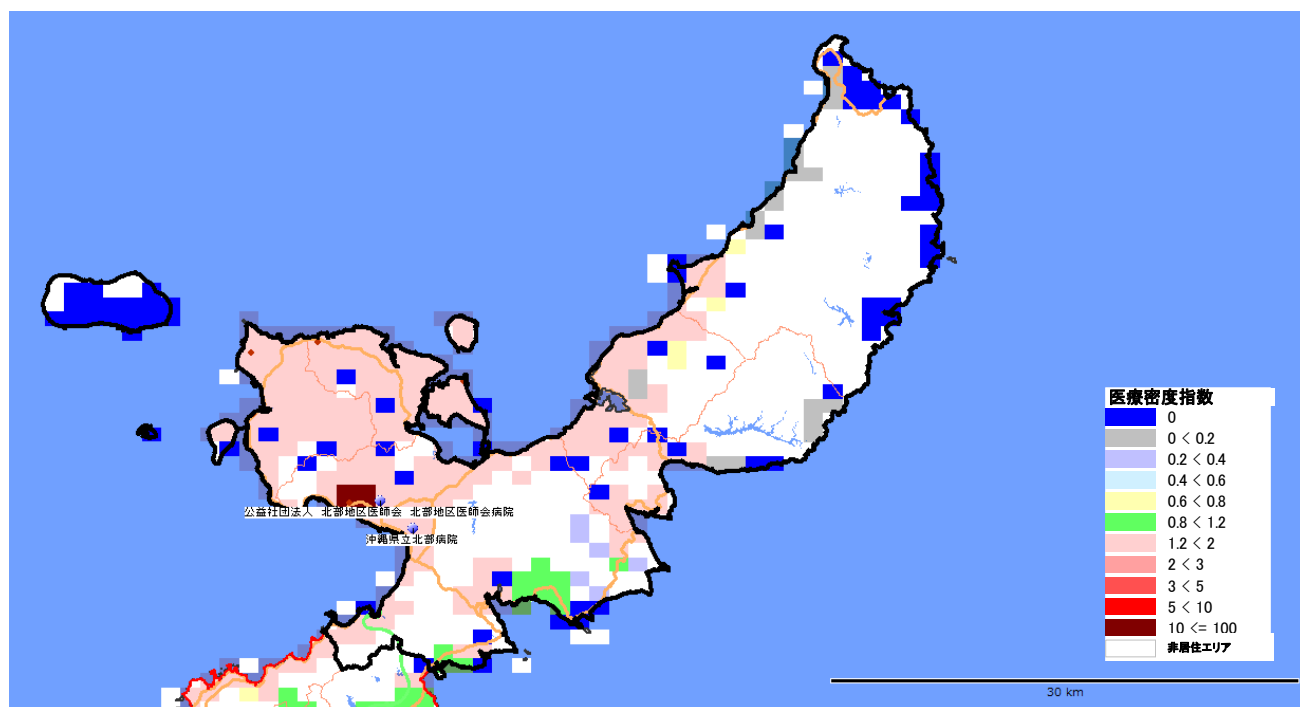 医療密度指数
0
0 < 0.2
0.2 < 0.4
0.4 < 0.6
0.6 < 0.8
0.8 < 1.2
1.2 < 2
2 < 3
3 < 5
5 < 10
10 <= 100
非居住エリア
公益社団法人 北部地区医師会 北部地区医師会病院
沖縄県立北部病院
30 km